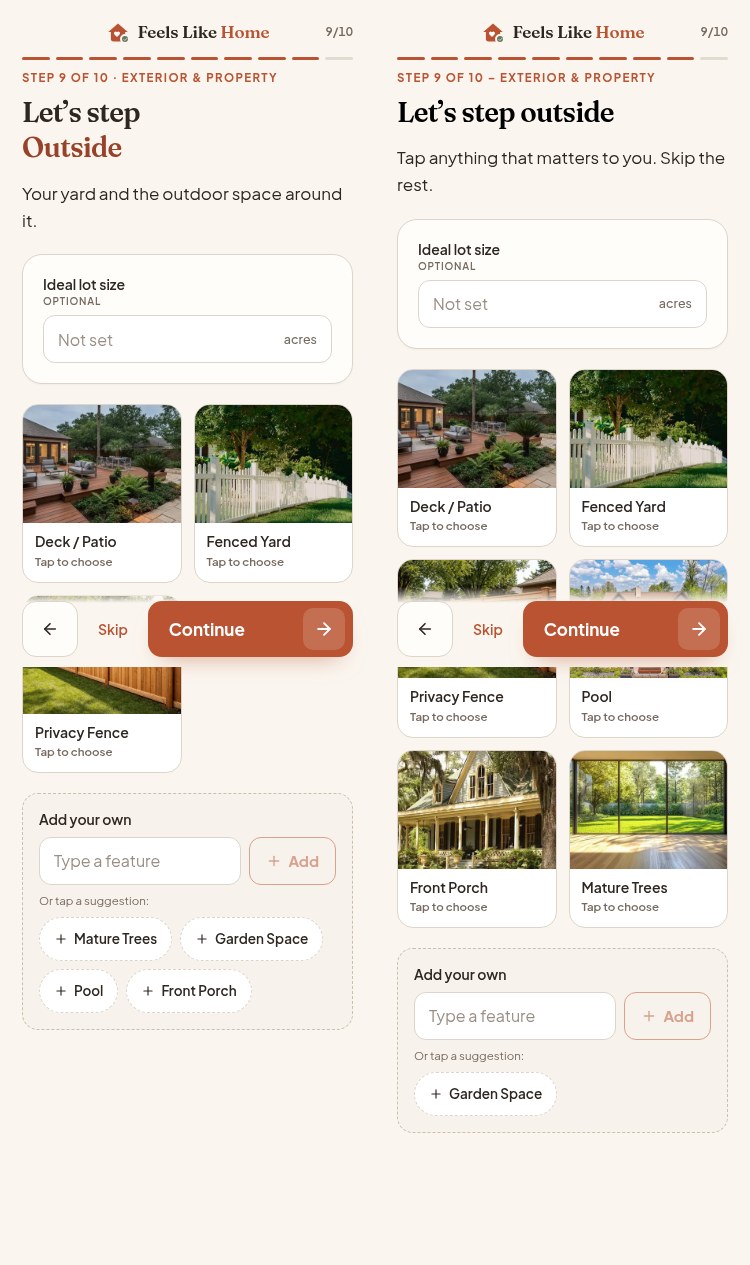 Feels Like Home
9/10
STEP 9 OF 10 · EXTERIOR & PROPERTY
Let's step
Outside
Your yard and the outdoor space around
it.
Ideal lot size
OPTIONAL
Not set
acres
Deck / Patio
Tap to choose
Fenced Yard
Tap to choose
Skip
Continue
Privacy Fence
Tap to choose
Add your own
Type a feature
+ Add
Or tap a suggestion:
+ Mature Trees
+ Garden Space
+ Pool
+ Front Porch
Feels Like Home
9/10
STEP 9 OF 10 – EXTERIOR & PROPERTY
Let's step outside
Tap anything that matters to you. Skip the
rest.
Ideal lot size
OPTIONAL
Not set
acres
Deck / Patio
Tap to choose
Fenced Yard
Tap to choose
Skip
Continue
Privacy Fence
Tap to choose
Pool
Tap to choose
Front Porch
Tap to choose
Mature Trees
Tap to choose
Add your own
Type a feature
+ Add
Or tap a suggestion:
+ Garden Space